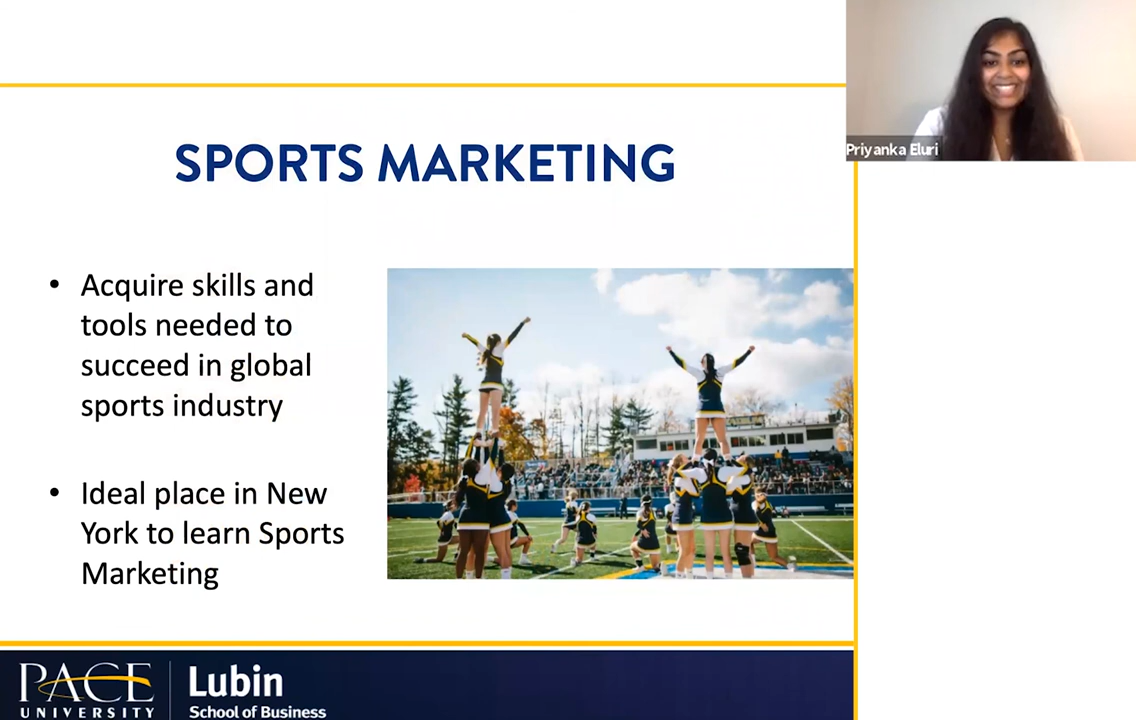 Priyanka Eluri
SPORTS MARKETING
• Acquire skills and
tools needed to
succeed in global
sports industry
• Ideal place in New
York to learn Sports
Marketing
PACE
UNIVERSITY
Lubin
School of Business